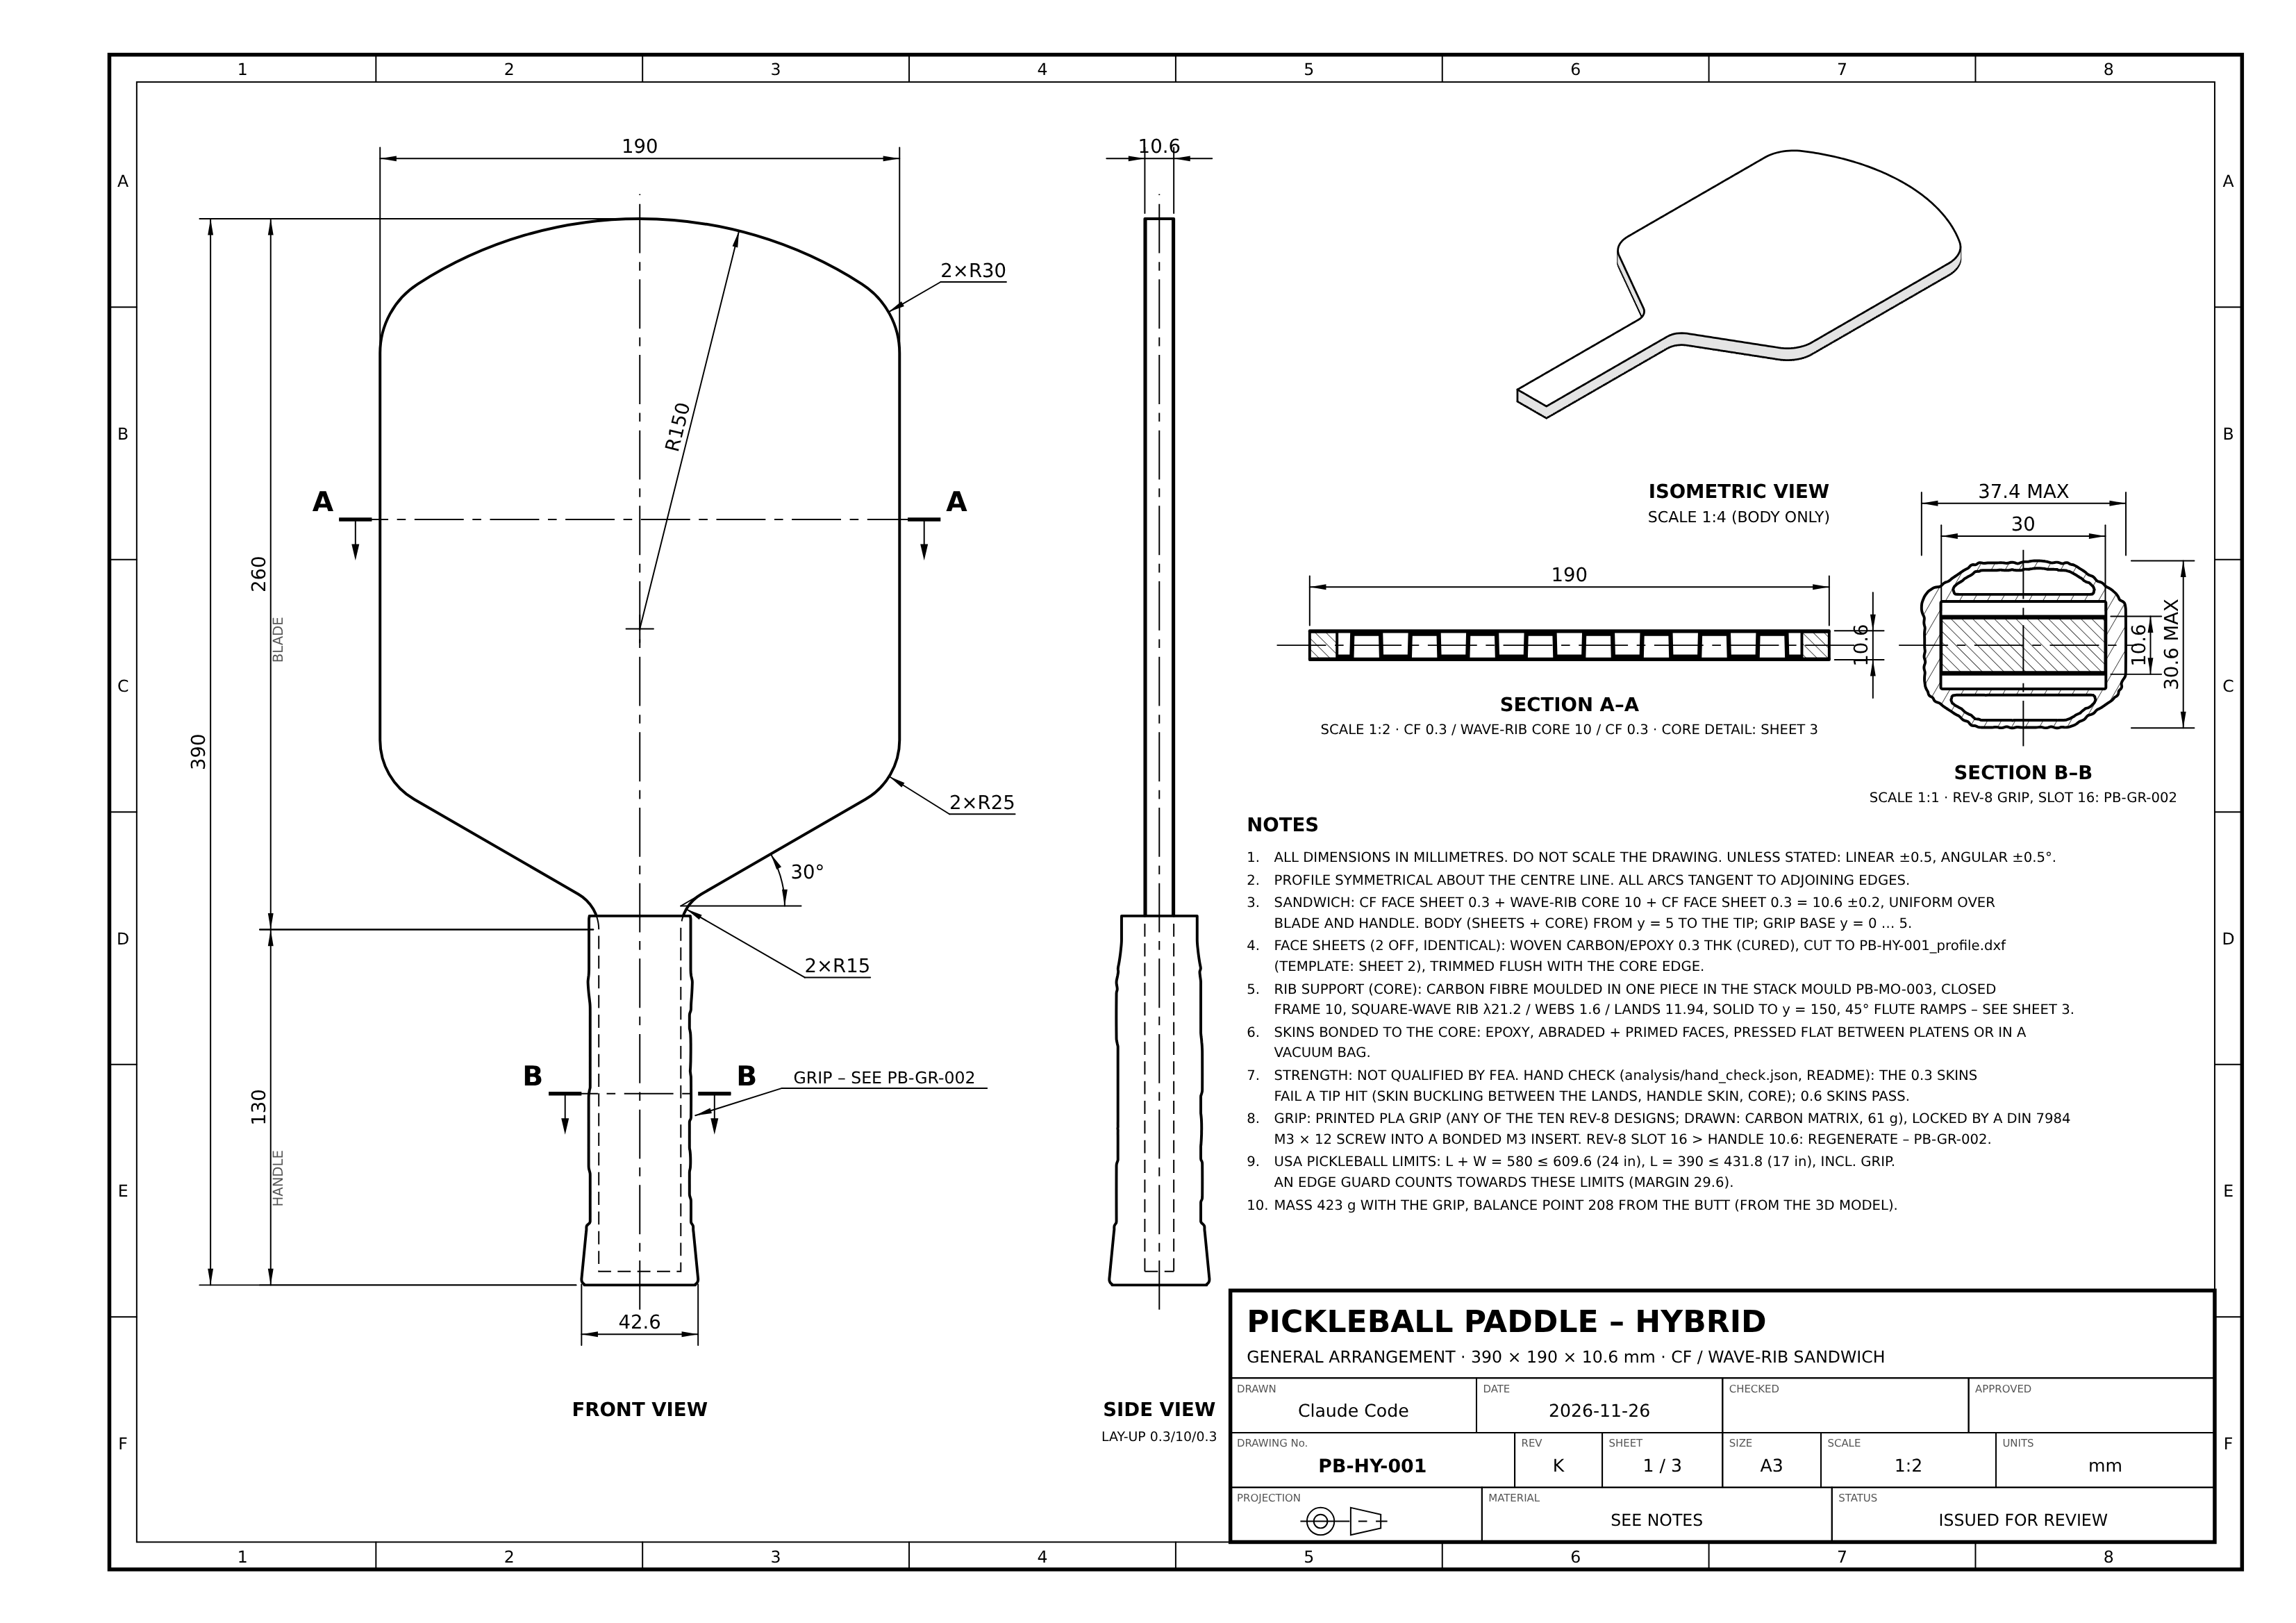 1 2 3 4 5 6 7 8
A A
B B
C C
D D
E E
F F
190
10.6
2×R30
R150
A A
260
BLADE
390
2×R25
30°
2×R15
B B
GRIP – SEE PB-GR-002
130
HANDLE
42.6
FRONT VIEW
SIDE VIEW
LAY-UP 0.3/10/0.3
ISOMETRIC VIEW
SCALE 1:4 (BODY ONLY)
190
10.6
SECTION A–A
SCALE 1:2 · CF 0.3 / WAVE-RIB CORE 10 / CF 0.3 · CORE DETAIL: SHEET 3
37.4 MAX
30
10.6
30.6 MAX
SECTION B–B
SCALE 1:1 · REV-8 GRIP, SLOT 16: PB-GR-002
NOTES
1. ALL DIMENSIONS IN MILLIMETRES. DO NOT SCALE THE DRAWING. UNLESS STATED: LINEAR ±0.5, ANGULAR ±0.5°.
2. PROFILE SYMMETRICAL ABOUT THE CENTRE LINE. ALL ARCS TANGENT TO ADJOINING EDGES.
3. SANDWICH: CF FACE SHEET 0.3 + WAVE-RIB CORE 10 + CF FACE SHEET 0.3 = 10.6 ±0.2, UNIFORM OVER
BLADE AND HANDLE. BODY (SHEETS + CORE) FROM y = 5 TO THE TIP; GRIP BASE y = 0 … 5.
4. FACE SHEETS (2 OFF, IDENTICAL): WOVEN CARBON/EPOXY 0.3 THK (CURED), CUT TO PB-HY-001_profile.dxf
(TEMPLATE: SHEET 2), TRIMMED FLUSH WITH THE CORE EDGE.
5. RIB SUPPORT (CORE): CARBON FIBRE MOULDED IN ONE PIECE IN THE STACK MOULD PB-MO-003, CLOSED
FRAME 10, SQUARE-WAVE RIB λ21.2 / WEBS 1.6 / LANDS 11.94, SOLID TO y = 150, 45° FLUTE RAMPS – SEE SHEET 3.
6. SKINS BONDED TO THE CORE: EPOXY, ABRADED + PRIMED FACES, PRESSED FLAT BETWEEN PLATENS OR IN A
VACUUM BAG.
7. STRENGTH: NOT QUALIFIED BY FEA. HAND CHECK (analysis/hand_check.json, README): THE 0.3 SKINS
FAIL A TIP HIT (SKIN BUCKLING BETWEEN THE LANDS, HANDLE SKIN, CORE); 0.6 SKINS PASS.
8. GRIP: PRINTED PLA GRIP (ANY OF THE TEN REV-8 DESIGNS; DRAWN: CARBON MATRIX, 61 g), LOCKED BY A DIN 7984
M3 × 12 SCREW INTO A BONDED M3 INSERT. REV-8 SLOT 16 > HANDLE 10.6: REGENERATE – PB-GR-002.
9. USA PICKLEBALL LIMITS: L + W = 580 ≤ 609.6 (24 in), L = 390 ≤ 431.8 (17 in), INCL. GRIP.
AN EDGE GUARD COUNTS TOWARDS THESE LIMITS (MARGIN 29.6).
10. MASS 423 g WITH THE GRIP, BALANCE POINT 208 FROM THE BUTT (FROM THE 3D MODEL).
PICKLEBALL PADDLE – HYBRID
GENERAL ARRANGEMENT · 390 × 190 × 10.6 mm · CF / WAVE-RIB SANDWICH
DRAWN DATE CHECKED APPROVED
Claude Code 2026-11-26
DRAWING No. REV SHEET SIZE SCALE UNITS
PB-HY-001 K 1 / 3 A3 1:2 mm
PROJECTION MATERIAL STATUS
SEE NOTES ISSUED FOR REVIEW
1 2 3 4 5 6 7 8